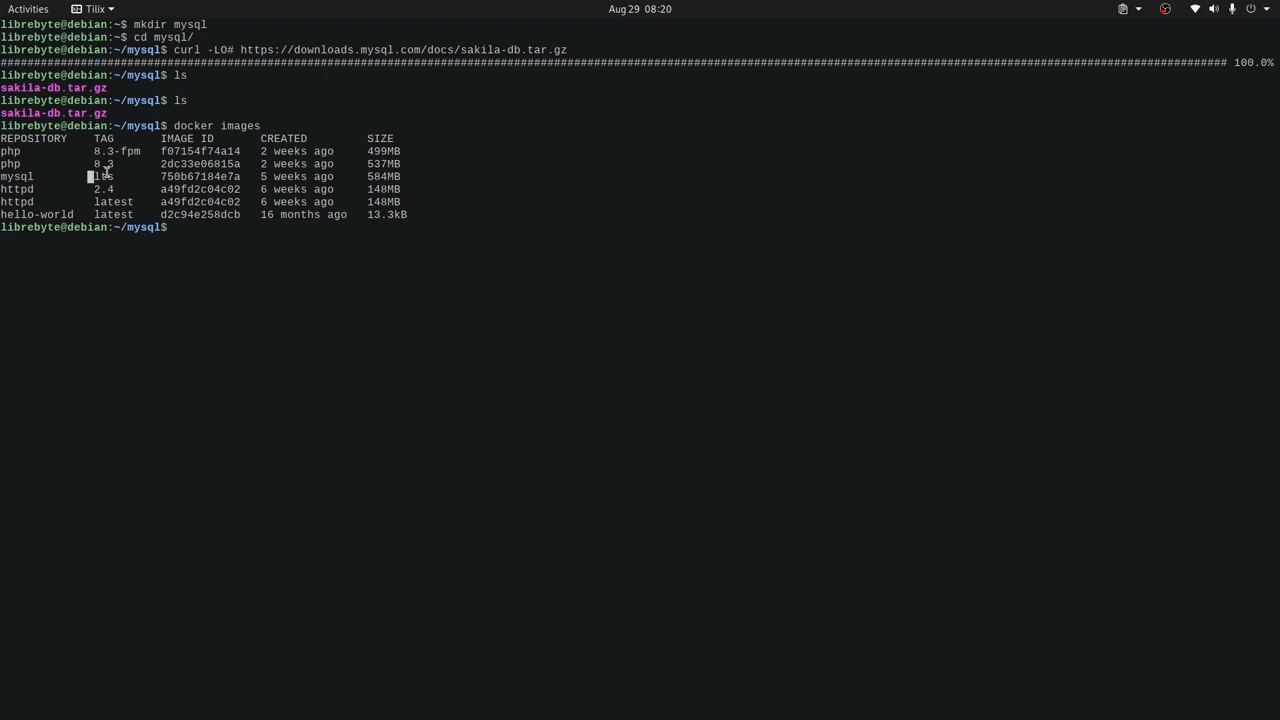 Activities Tilix Aug 29 08:20
librebyte@debian:~$ mkdir mysql
librebyte@debian:~$ cd mysql/
librebyte@debian:~/mysql$ curl -LO# https://downloads.mysql.com/docs/sakila-db.tar.gz
######################################################################################################################################################################################## 100.0%
librebyte@debian:~/mysql$ ls
sakila-db.tar.gz
librebyte@debian:~/mysql$ ls
sakila-db.tar.gz
librebyte@debian:~/mysql$ docker images
REPOSITORY TAG IMAGE ID CREATED SIZE
php 8.3-fpm f07154f74a14 2 weeks ago 499MB
php 8.3 2dc33e06815a 2 weeks ago 537MB
mysql lts 750b67184e7a 5 weeks ago 584MB
httpd 2.4 a49fd2c04c02 6 weeks ago 148MB
httpd latest a49fd2c04c02 6 weeks ago 148MB
hello-world latest d2c94e258dcb 16 months ago 13.3kB
librebyte@debian:~/mysql$